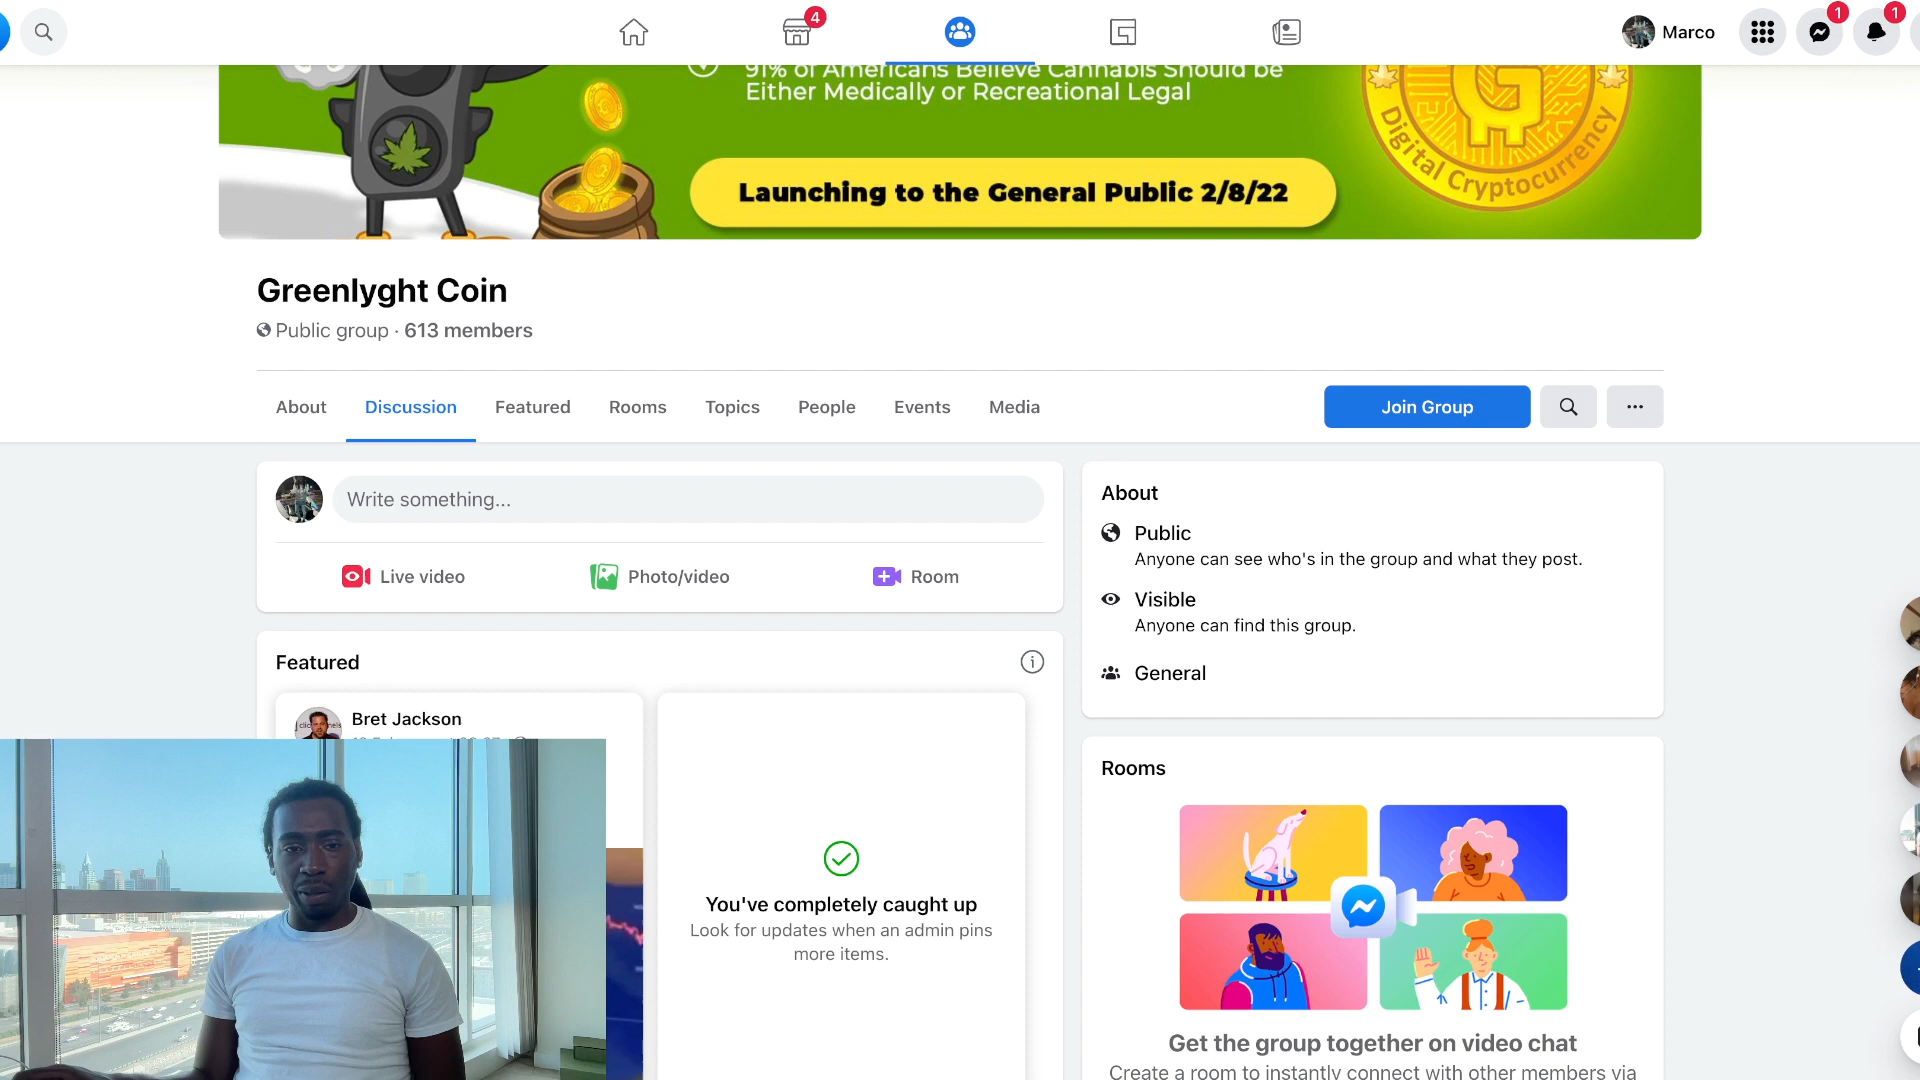 4
Marco
1
1
91% of Americans Believe Cannabis Should be
Either Medically or Recreational Legal
Launching to the General Public 2/8/22
G
Digital Cryptocurrency
Greenlyght Coin
Public group · 613 members
About
Discussion
Featured
Rooms
Topics
People
Events
Media
Join Group
Write something...
Live video
Photo/video
Room
Featured
Bret Jackson
You've completely caught up
Look for updates when an admin pins
more items.
About
Public
Anyone can see who's in the group and what they post.
Visible
Anyone can find this group.
General
Rooms
Get the group together on video chat
Create a room to instantly connect with other members via